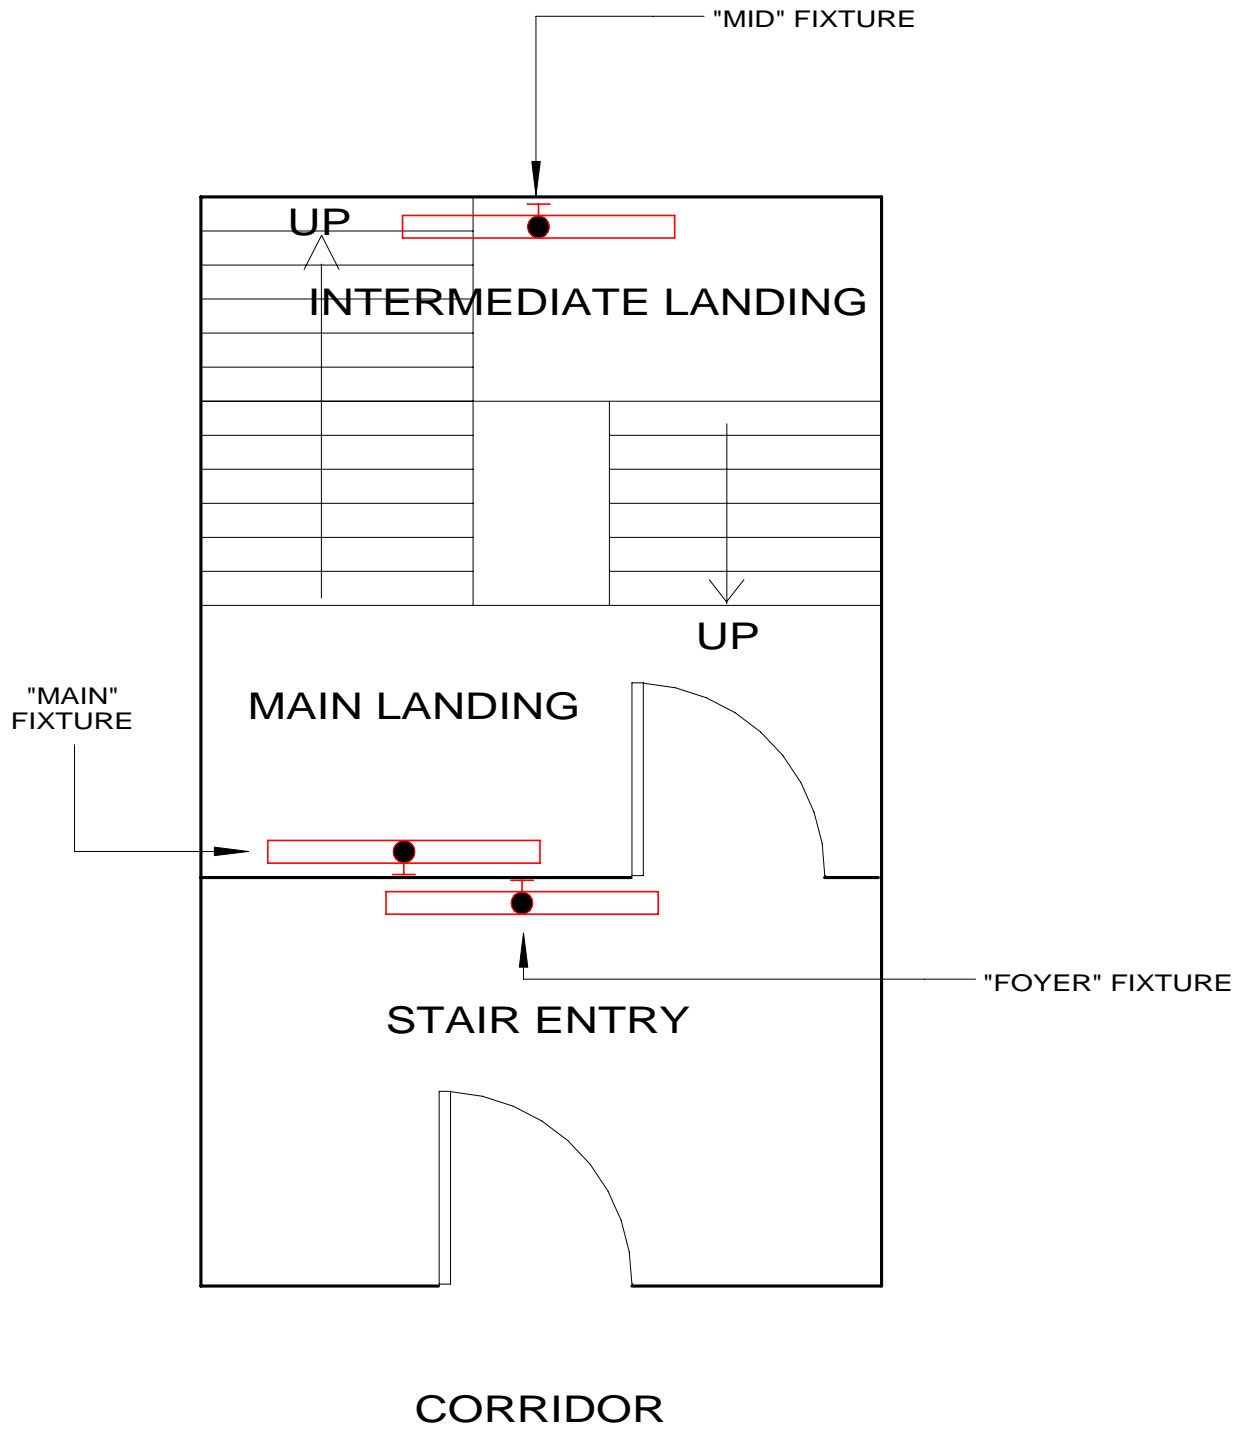 "MID" FIXTURE
UP
INTERMEDIATE LANDING
UP
"MAIN"
FIXTURE
MAIN LANDING
"FOYER" FIXTURE
STAIR ENTRY
CORRIDOR